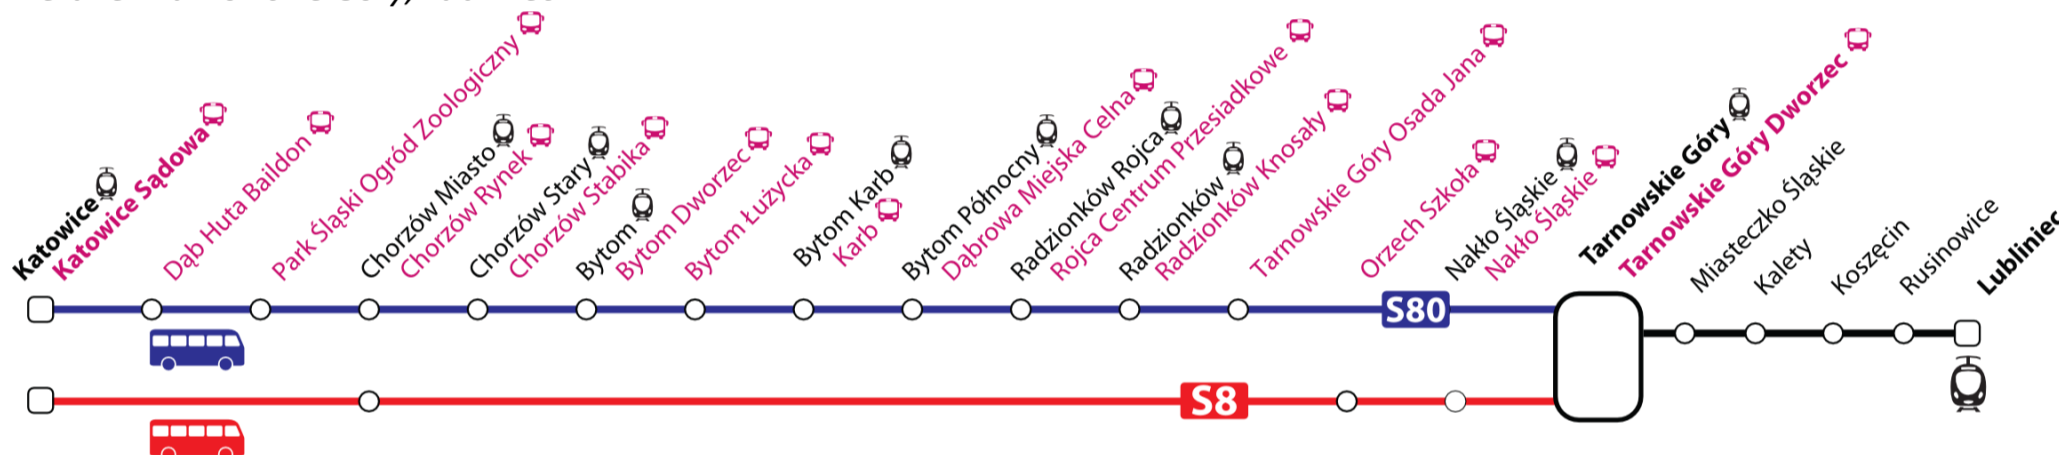 Katowice
Katowice Sądowa
Dąb Huta Baildon
Park Śląski Ogród Zoologiczny
Chorzów Miasto
Chorzów Rynek
Chorzów Stary
Chorzów Stabika
Bytom
Bytom Dworzec
Bytom Łużycka
Bytom Karb
Karb
Bytom Północny
Dąbrowa Miejska Celna
Radzionków Rojca
Rojca Centrum Przesiadkowe
Radzionków
Radzionków Knosały
Tarnowskie Góry Osada Jana
Orzech Szkoła
Nakło Śląskie
Nakło Śląskie
Tarnowskie Góry
Tarnowskie Góry Dworzec
Miasteczko Śląskie
Kalety
Koszęcin
Rusinowice
Lubliniec
S80
S8